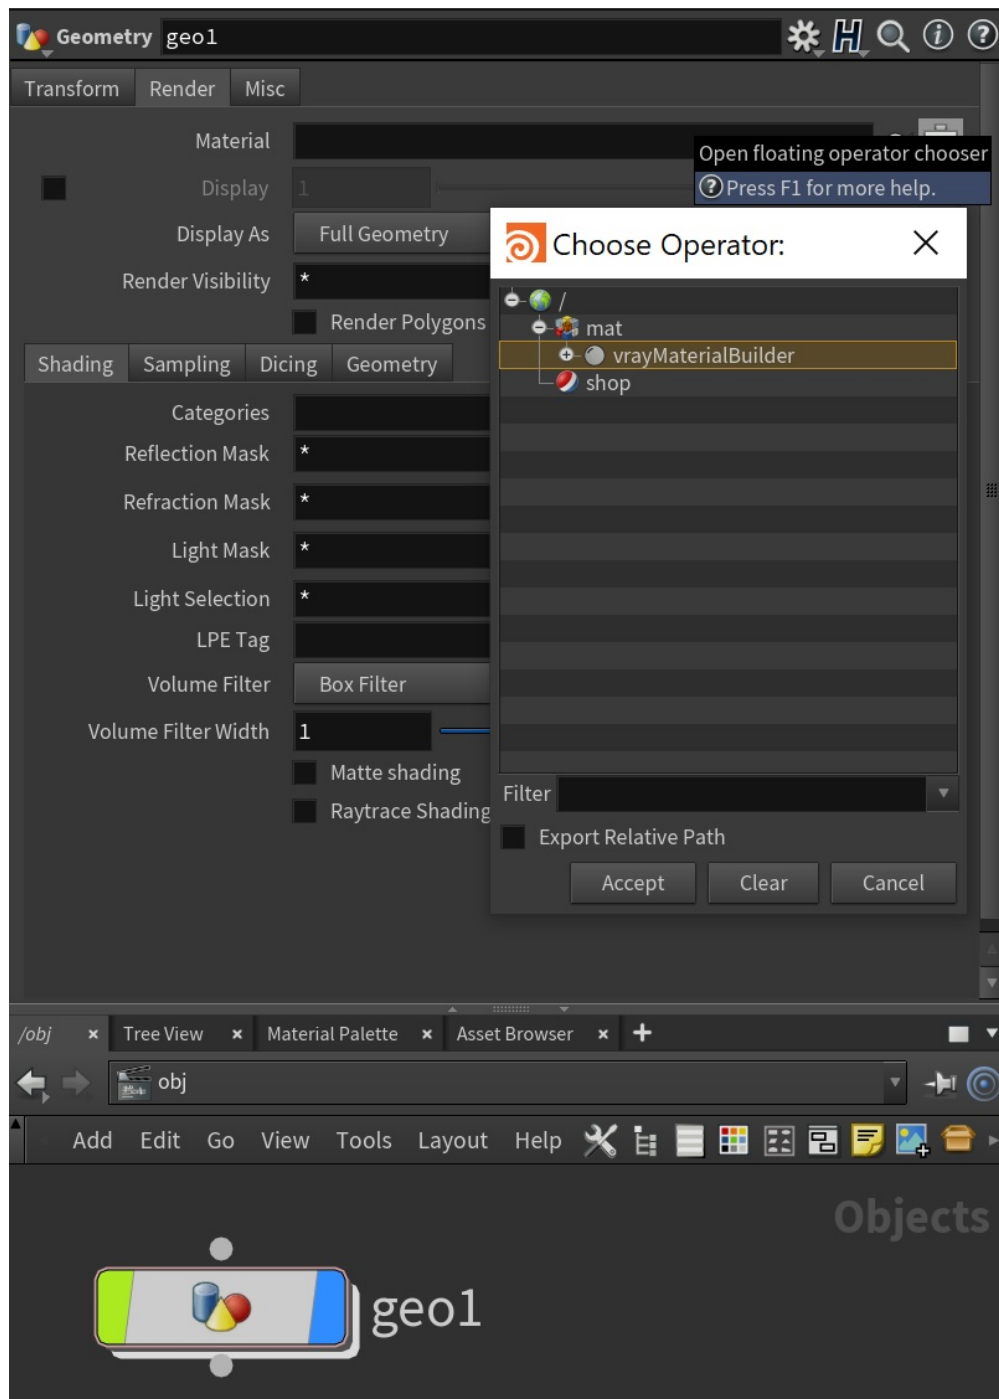 Geometry geo1
Transform Render Misc
Material
Open floating operator chooser
Press F1 for more help.
Display 1
Display As Full Geometry
Render Visibility *
Render Polygons
Shading Sampling Dicing Geometry
Categories
Reflection Mask *
Refraction Mask *
Light Mask *
Light Selection *
LPE Tag
Volume Filter Box Filter
Volume Filter Width 1
Matte shading
Raytrace Shading
Choose Operator:
/
mat
vrayMaterialBuilder
shop
Filter
Export Relative Path
Accept Clear Cancel
/obj Tree View Material Palette Asset Browser
obj
Add Edit Go View Tools Layout Help
Objects
geo1